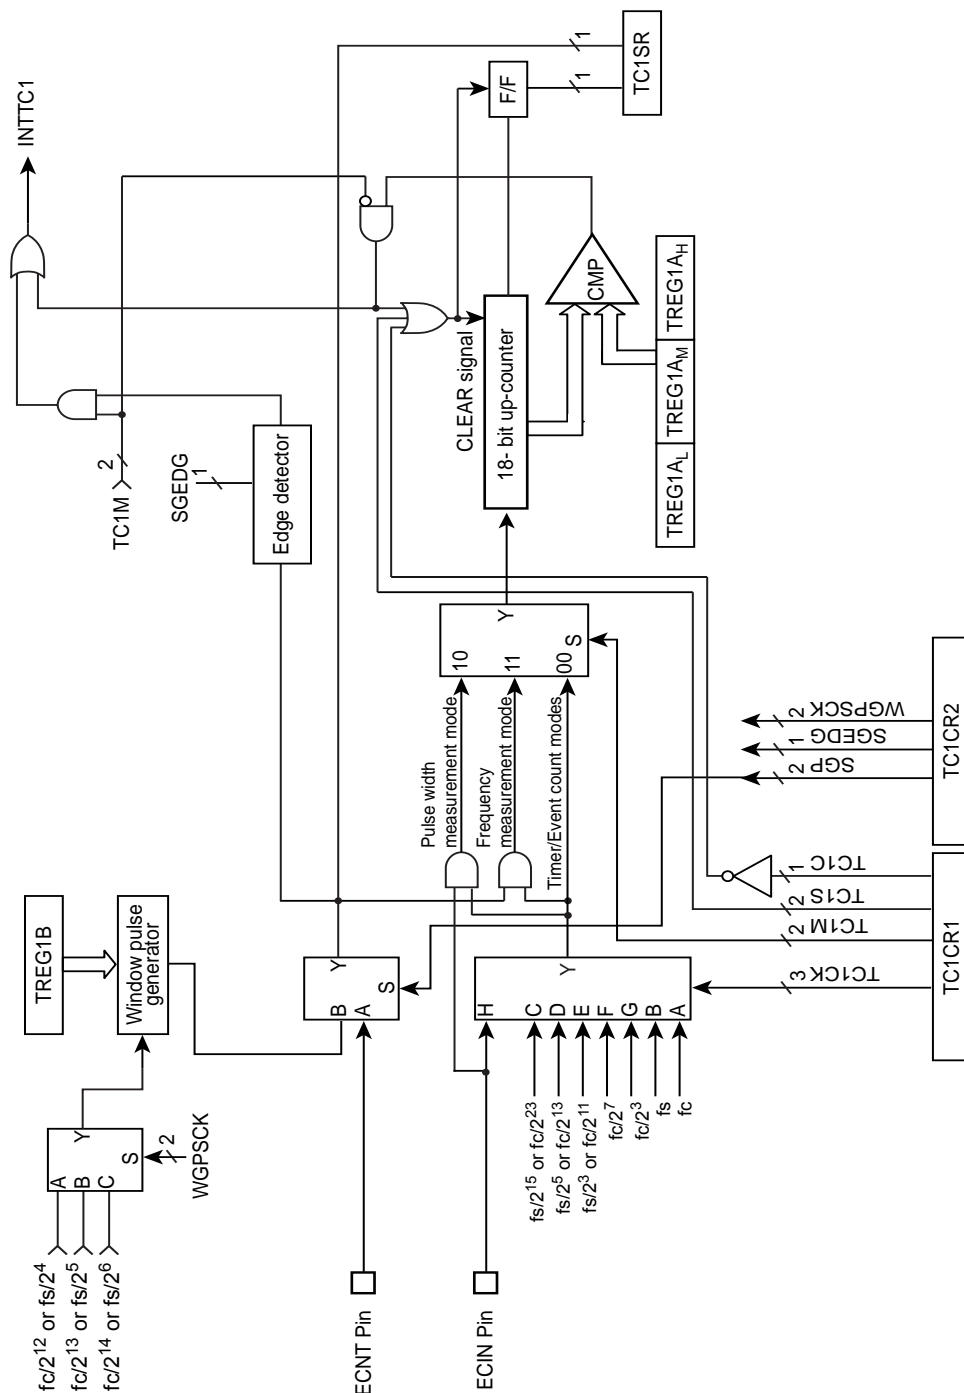 fc/2^12 or fs/2^4
fc/2^13 or fs/2^5
fc/2^14 or fs/2^6
A
B
C
Y
S
2
WGPSCK
TREG1B
Window pulse
generator
ECNT Pin
B
A
Y
S
ECIN Pin
fs/2^15 or fc/2^23
fs/2^5 or fc/2^13
fs/2^3 or fc/2^11
fc/2^7
fc/2^3
fs
fc
H
C
D
E
F
G
B
A
Y
Pulse width
measurement mode
Frequency
measurement mode
Timer/Event count modes
10
11
00
Y
S
TC1M
2
SGEDG
1
Edge detector
INTTC1
CLEAR signal
18- bit up-counter
F/F
1
1
TC1SR
CMP
TREG1AL
TREG1AM
TREG1AH
3
TC1CK
2
TC1M
2
TC1S
1
TC1C
TC1CR1
2
SGP
1
SGEDG
2
WGPSCK
TC1CR2